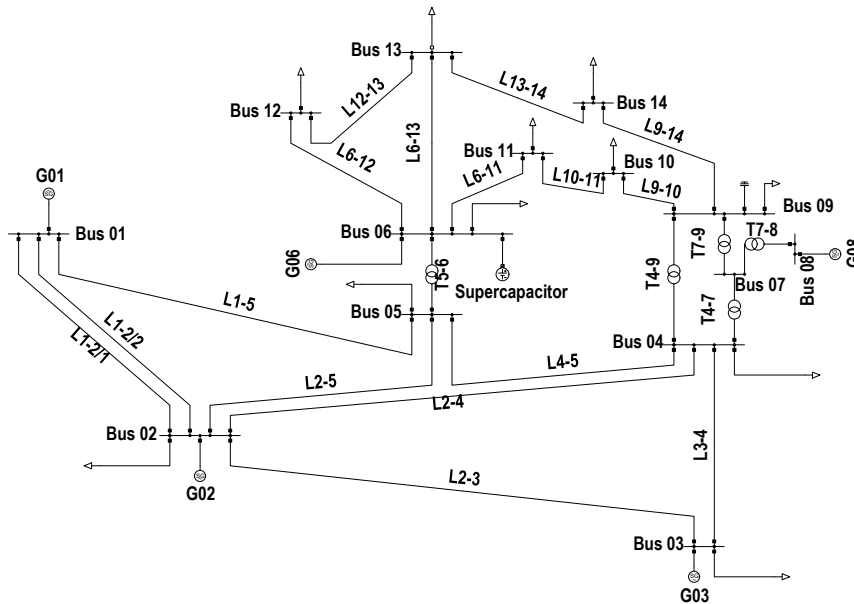 Bus 13
L12-13
L13-14
Bus 14
Bus 12
L6-13
L9-14
L6-12
Bus 11
Bus 10
G01
L6-11
L10-11
L9-10
Bus 01
Bus 06
Bus 09
T7-9
T7-8
G06
T5-6
Supercapacitor
T4-9
Bus 08
G08
Bus 07
L1-5
L1-2/2
L1-2/1
Bus 05
T4-7
Bus 04
L4-5
L2-5
L2-4
Bus 02
L3-4
L2-3
G02
Bus 03
G03